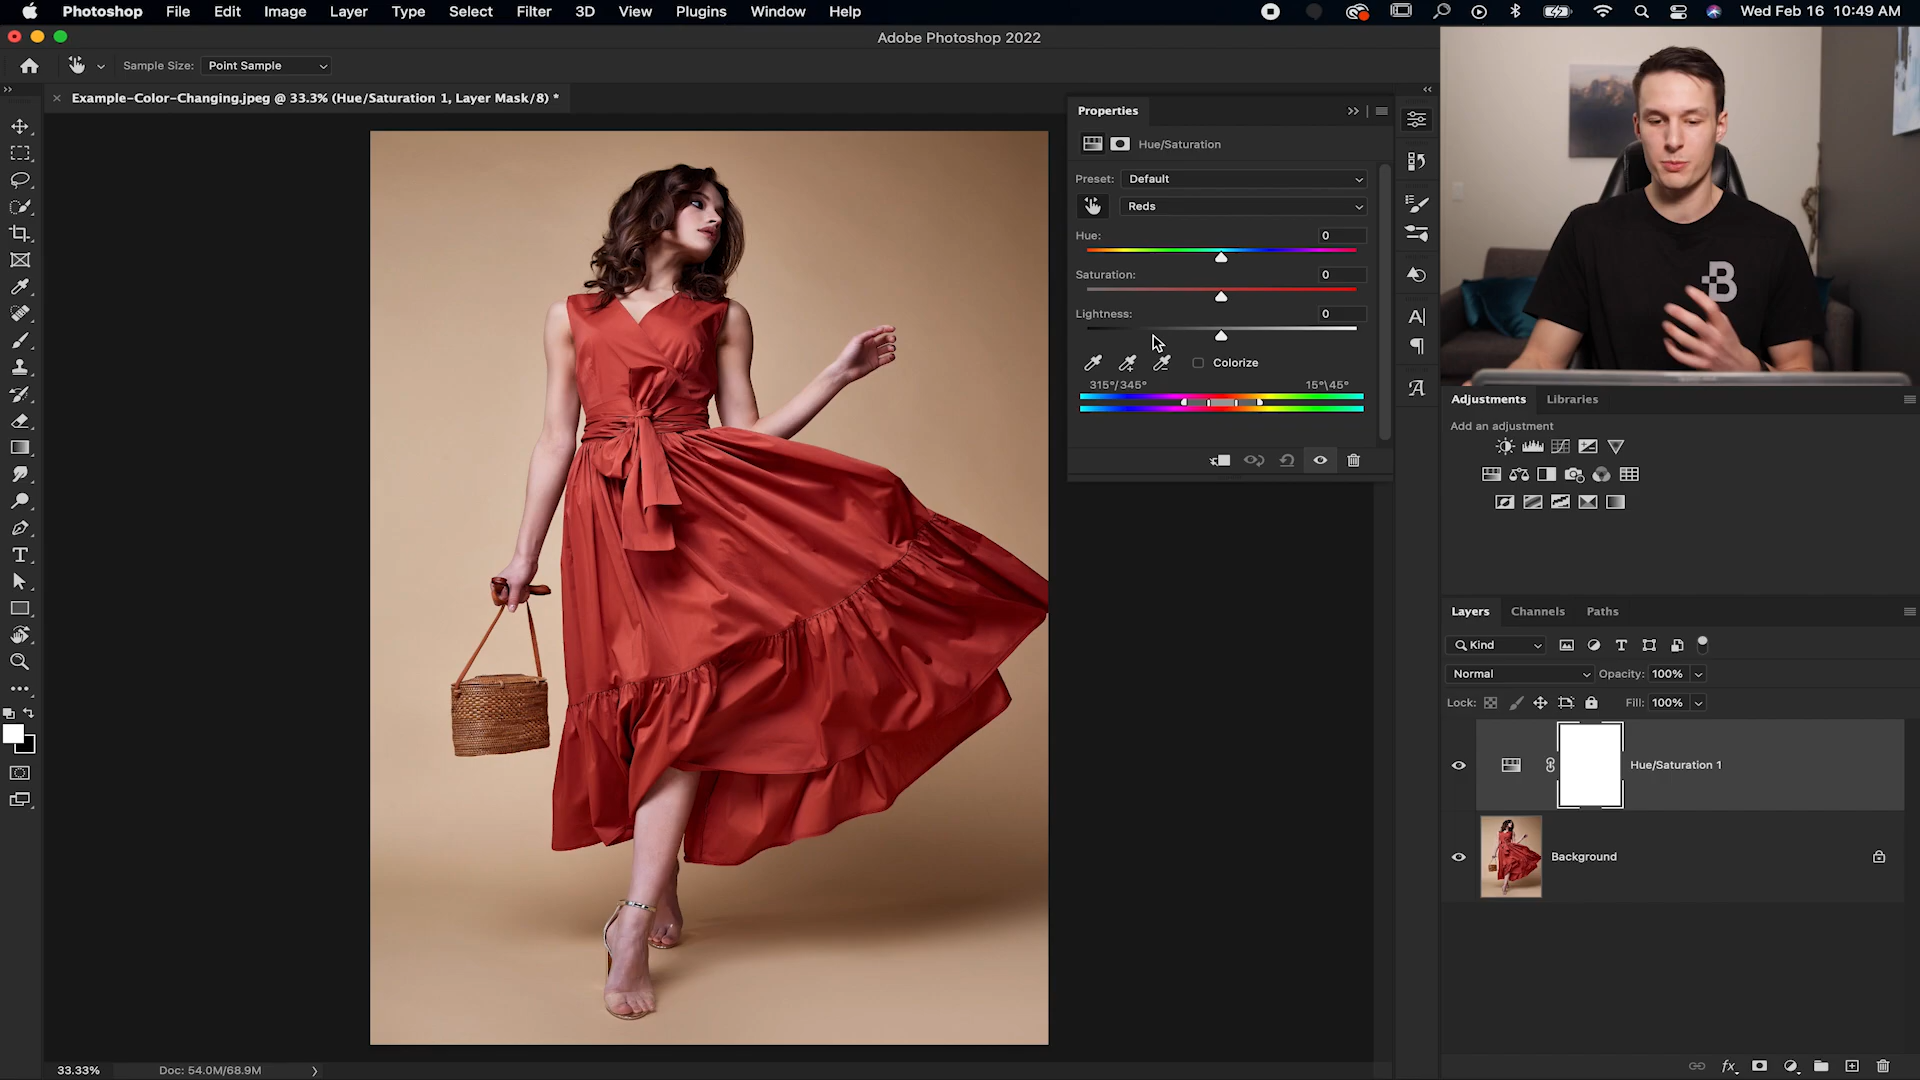 Photoshop File Edit Image Layer Type Select Filter 3D View Plugins Window Help Wed Feb 16 10:49 AM
Adobe Photoshop 2022
Sample Size: Point Sample
Example-Color-Changing.jpeg @ 33.3% (Hue/Saturation 1, Layer Mask/8) *
Properties
Hue/Saturation
Preset: Default
Reds
Hue: 0
Saturation: 0
Lightness: 0
Colorize
315°/345° 15°\45°
Adjustments Libraries
Add an adjustment
Layers Channels Paths
Kind
Normal Opacity: 100%
Lock: Fill: 100%
Hue/Saturation 1
Background
33.33% Doc: 54.0M/68.9M